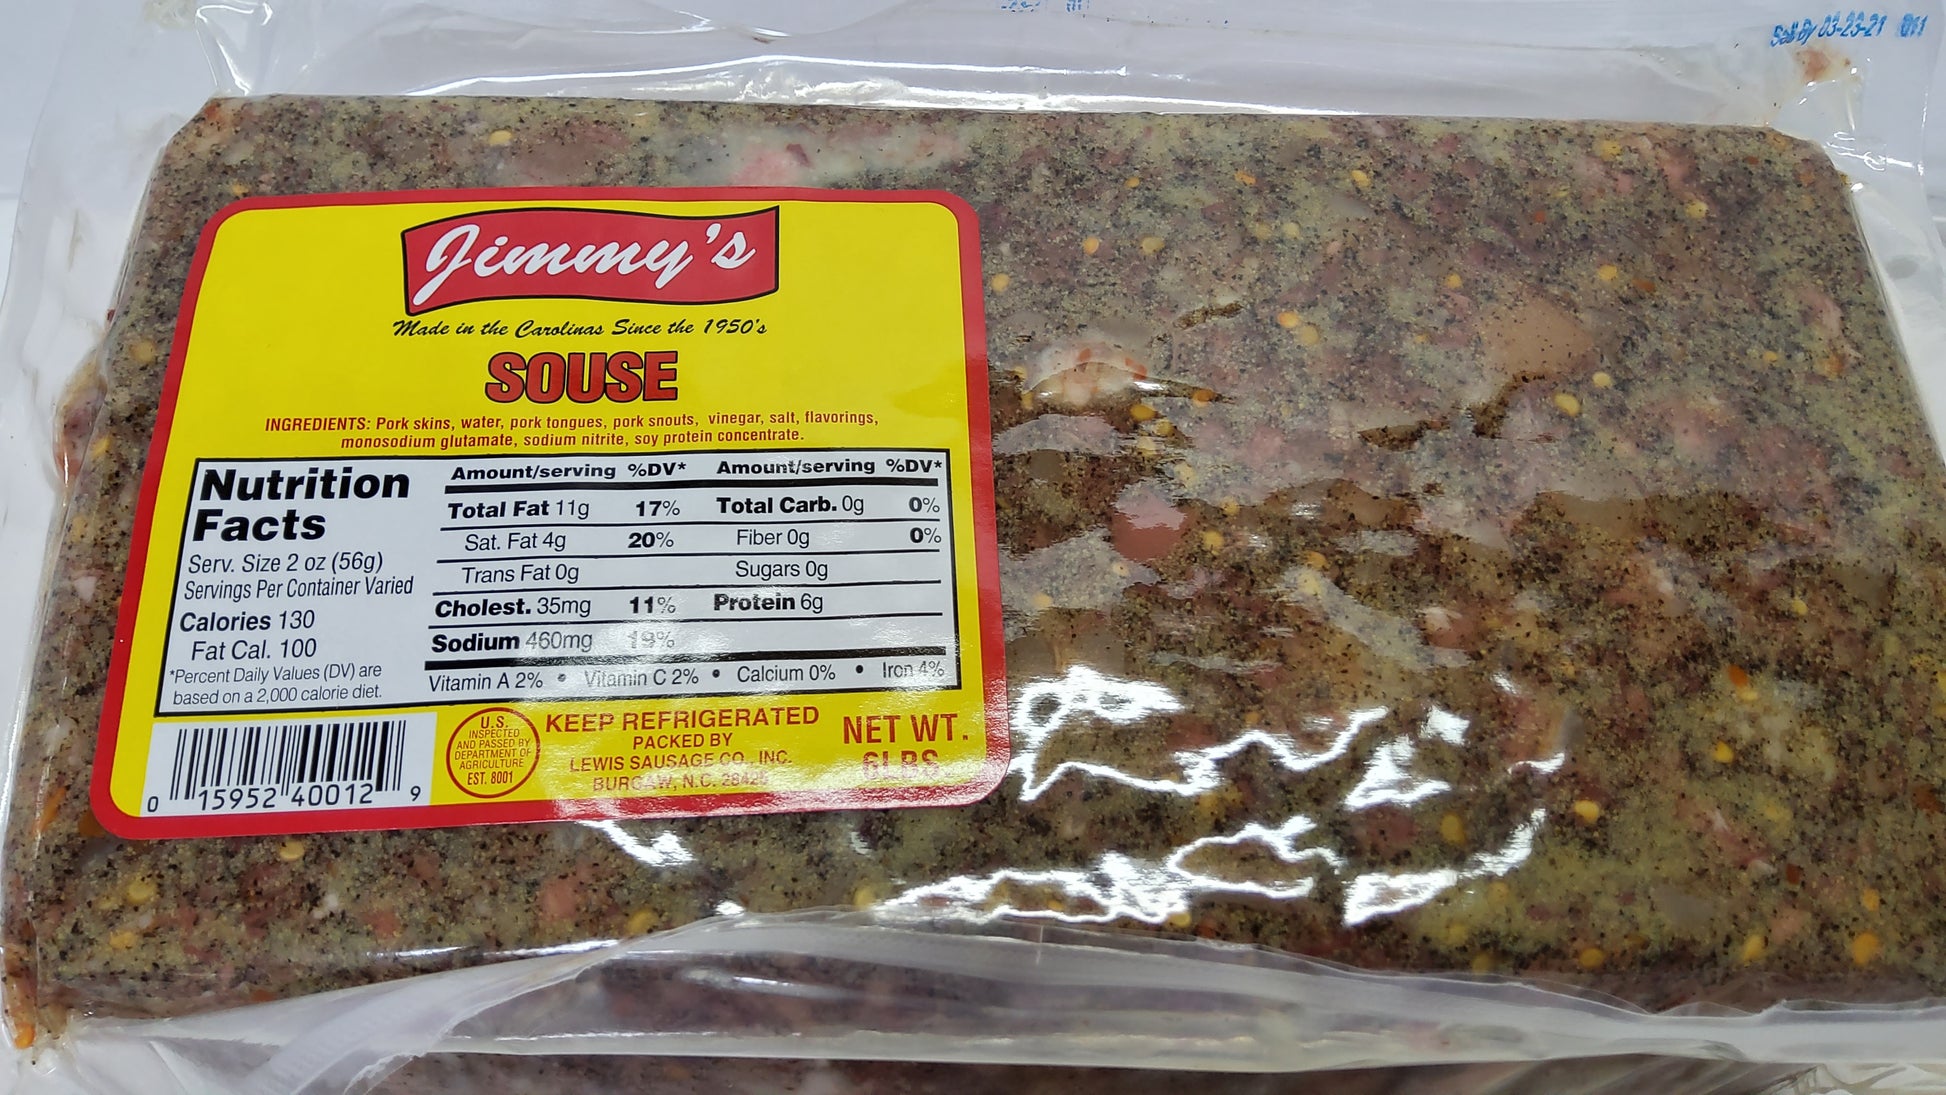 Sell By 03-23-21
Jimmy's
Made in the Carolinas Since the 1950's
SOUSE
INGREDIENTS: Pork skins, water, pork tongues, pork snouts, vinegar, salt, flavorings,
monosodium glutamate, sodium nitrite, soy protein concentrate.
Nutrition
Facts
Serv. Size 2 oz (56g)
Servings Per Container Varied
Calories 130
Fat Cal. 100
*Percent Daily Values (DV) are
based on a 2,000 calorie diet.
Amount/serving %DV* Amount/serving %DV*
Total Fat 11g 17% Total Carb. 0g 0%
Sat. Fat 4g 20% Fiber 0g 0%
Trans Fat 0g Sugars 0g
Cholest. 35mg 11% Protein 6g
Sodium 460mg 19%
Vitamin A 2% • Vitamin C 2% • Calcium 0% • Iron 4%
0 15952 40012 9
U.S.
INSPECTED
AND PASSED BY
DEPARTMENT OF
AGRICULTURE
EST. 8001
KEEP REFRIGERATED
PACKED BY
LEWIS SAUSAGE CO., INC.
BURGAW, N.C. 28425
NET WT.
6LBS